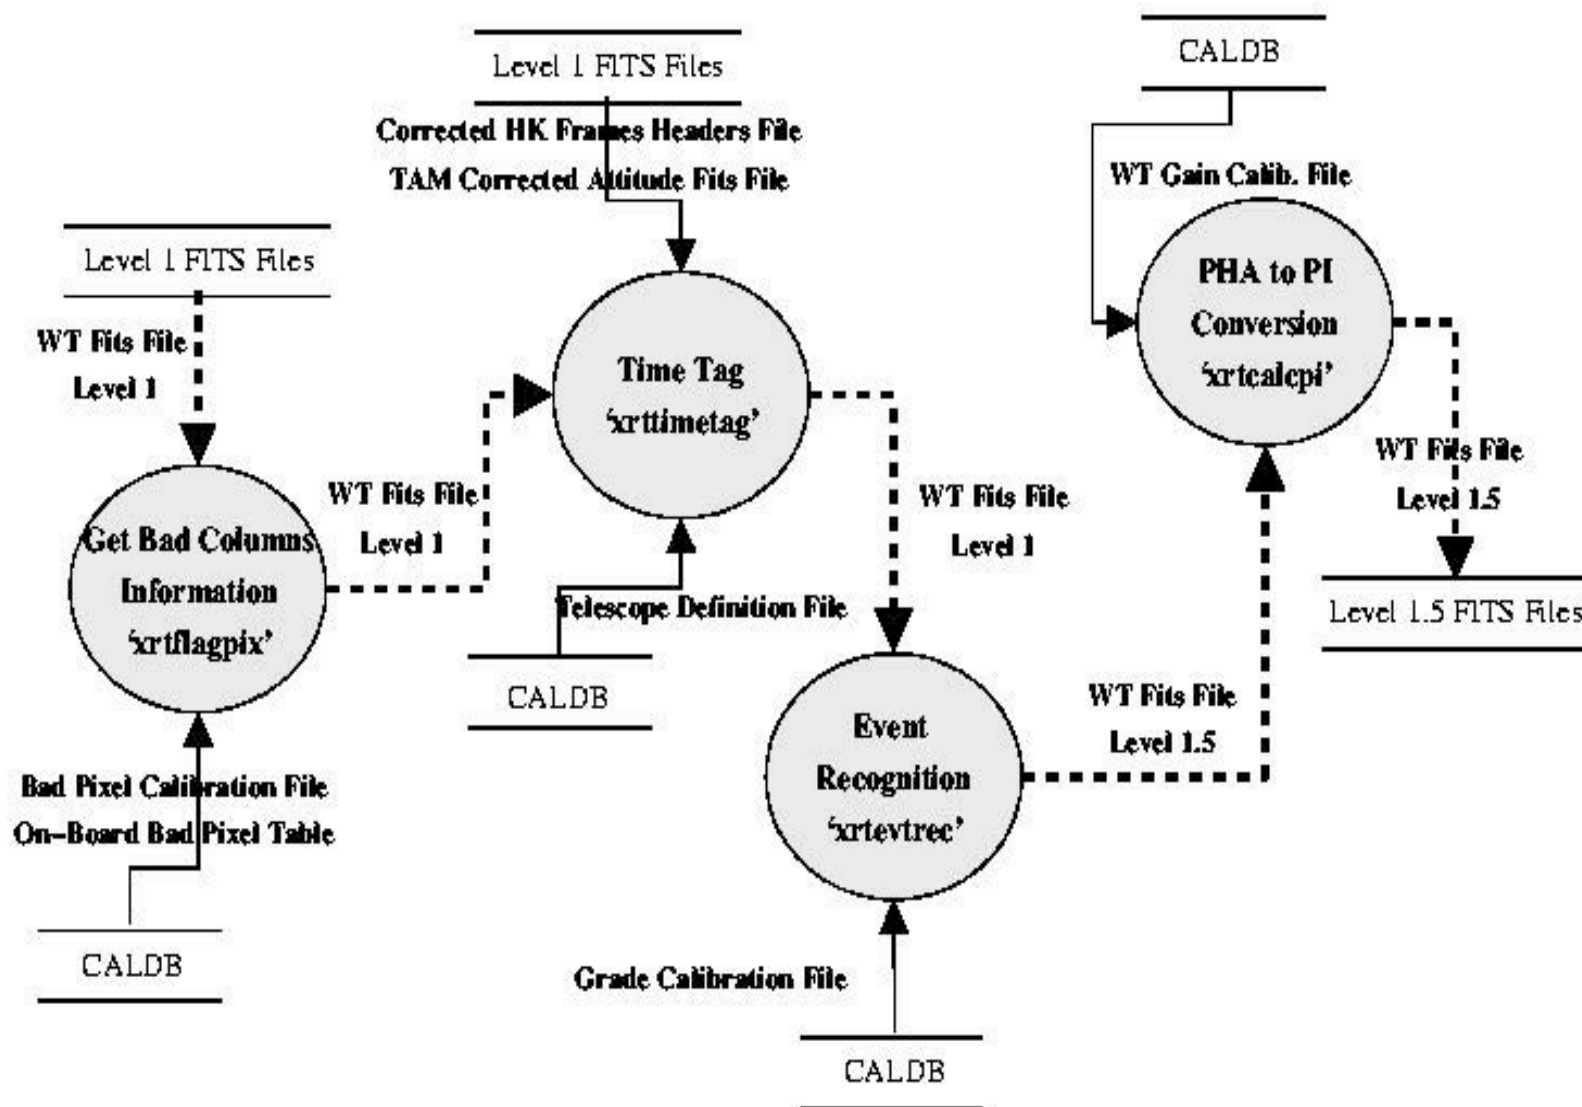 Level 1 FITS Files
WT Fits File
Level 1
Get Bad Columns
Information
‘xrtflagpix’
Bad Pixel Calibration File
On-Board Bad Pixel Table
CALDB
WT Fits File
Level 1
Level 1 FITS Files
Corrected HK Frames Headers File
TAM Corrected Attitude Fits File
Time Tag
‘xrttimetag’
Telescope Definition File
CALDB
WT Fits File
Level 1
Event
Recognition
‘xrtevtrec’
Grade Calibration File
CALDB
WT Fits File
Level 1.5
CALDB
WT Gain Calib. File
PHA to PI
Conversion
‘xrtcalcpi’
WT Fits File
Level 1.5
Level 1.5 FITS Files